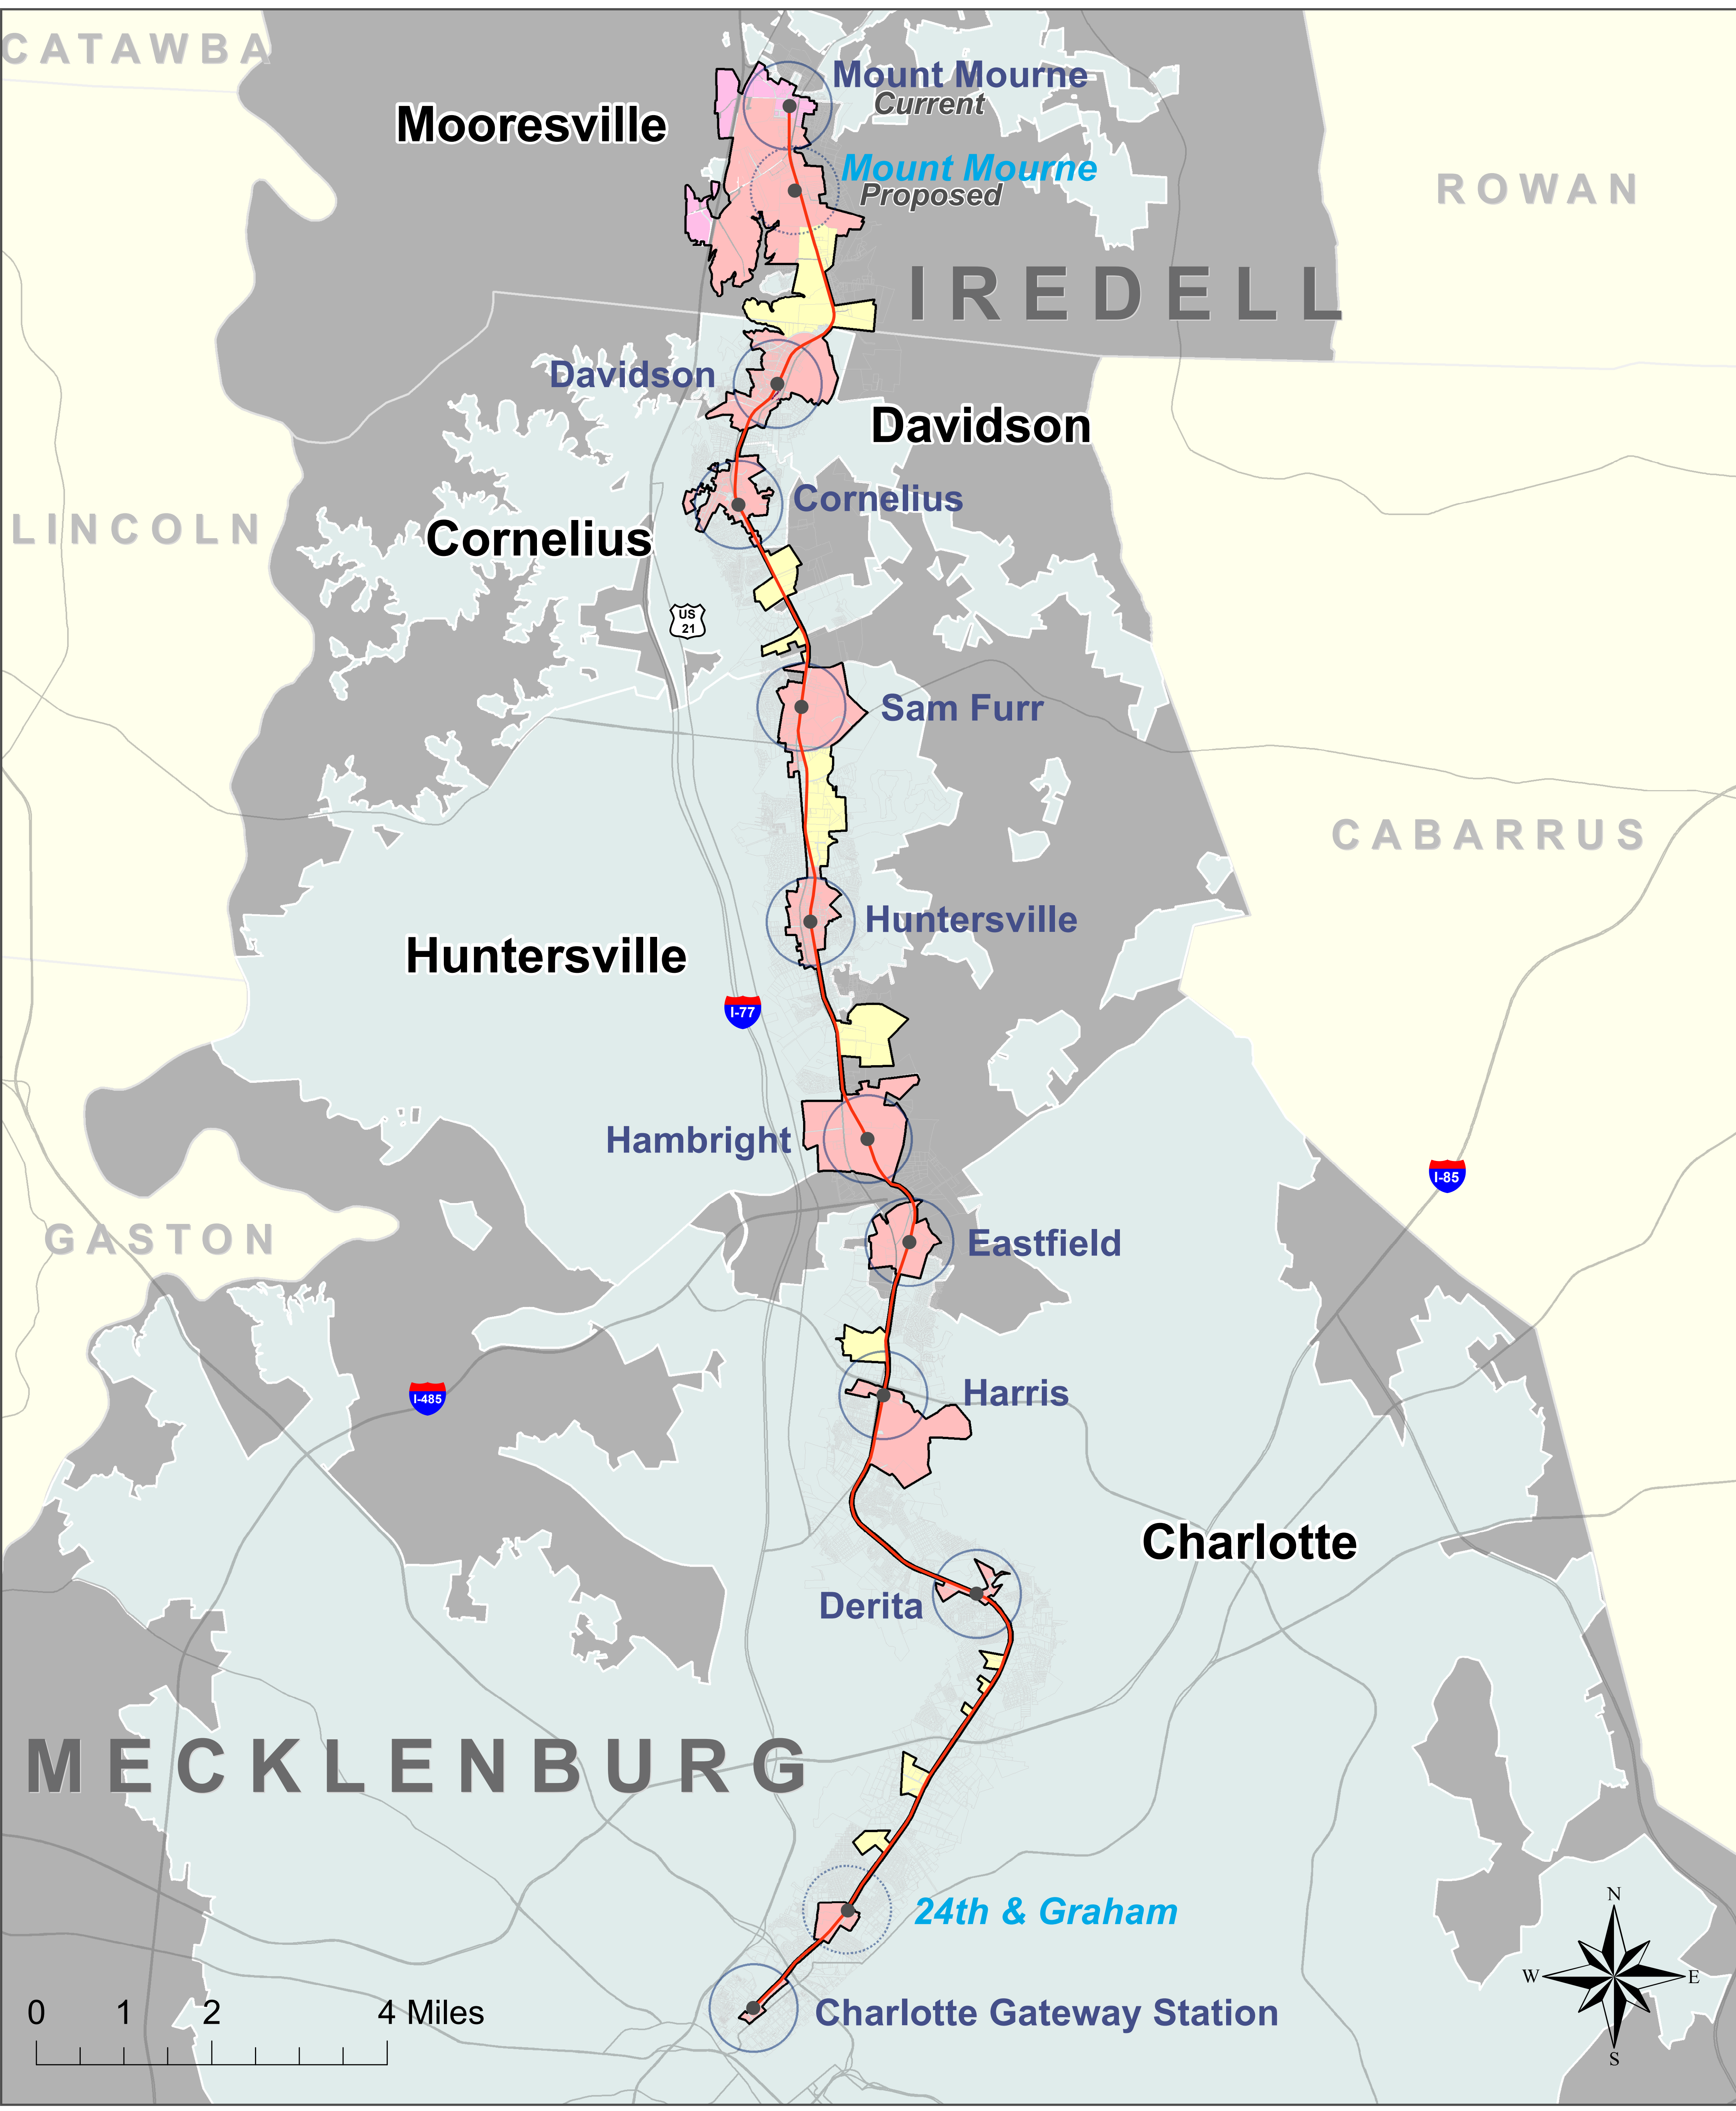 CATAWBA
Mount Mourne
Current
Mooresville
Mount Mourne
Proposed
ROWAN
IREDELL
Davidson
Davidson
Cornelius
LINCOLN
Cornelius
US
21
Sam Furr
CABARRUS
Huntersville
Huntersville
I-77
Hambright
I-85
GASTON
Eastfield
Harris
I-485
Charlotte
Derita
MECKLENBURG
24th & Graham
N
W E
S
0 1 2 4 Miles
Charlotte Gateway Station